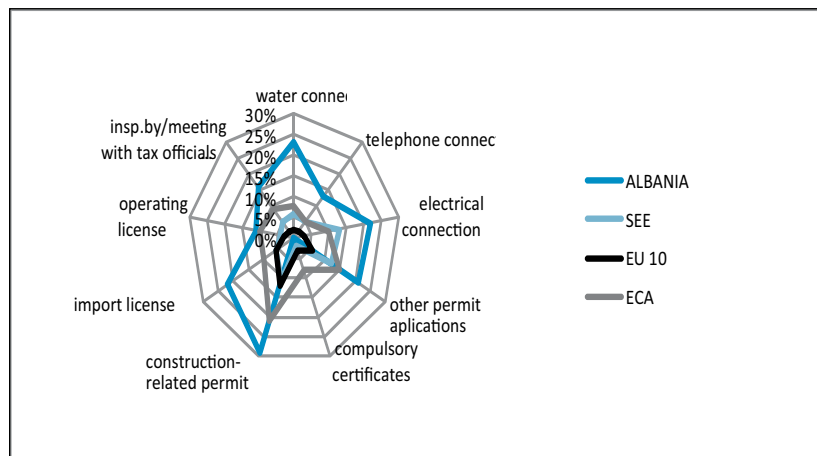 water connec
30%
25%
20%
15%
10%
5%
0%
telephone connec
electrical
connection
other permit
aplications
compulsory
certificates
construction-
related permit
import license
operating
license
insp.by/meeting
with tax officials
ALBANIA
SEE
EU 10
ECA